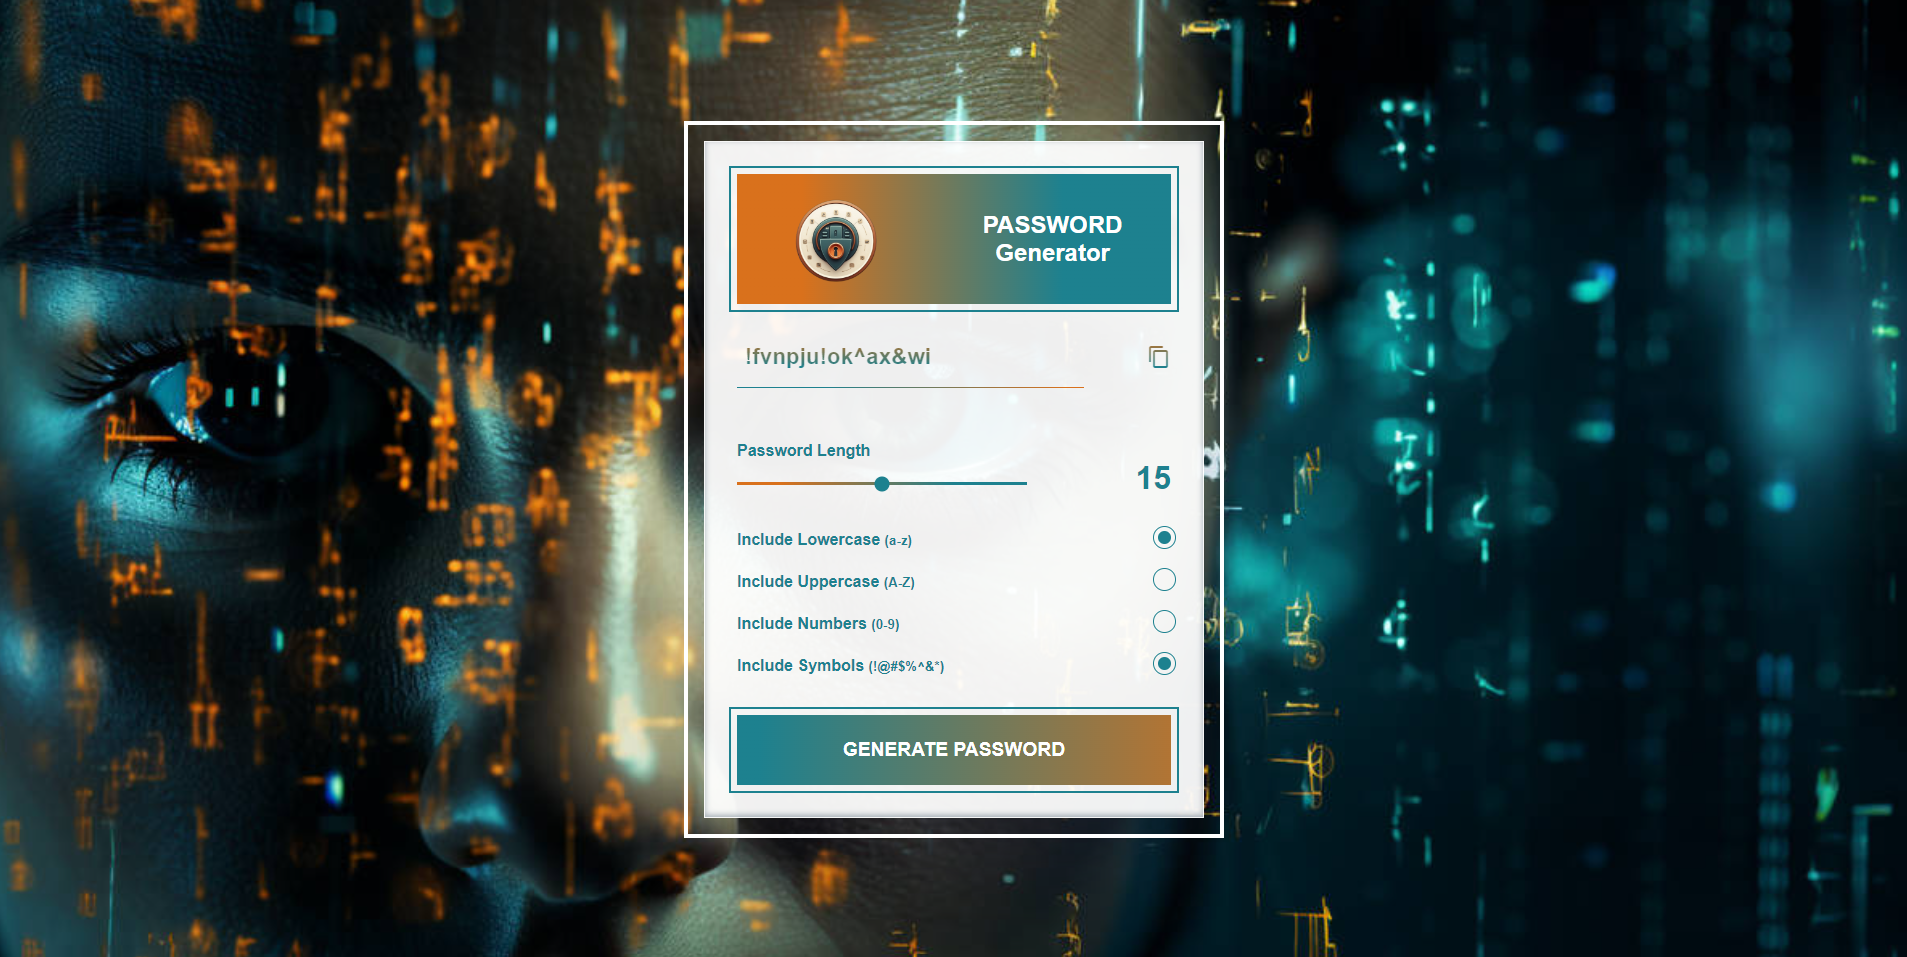 PASSWORD
Generator
!fvnpju!ok^ax&wi
Password Length
15
Include Lowercase (a-z)
Include Uppercase (A-Z)
Include Numbers (0-9)
Include Symbols (!@#$%^&*)
GENERATE PASSWORD